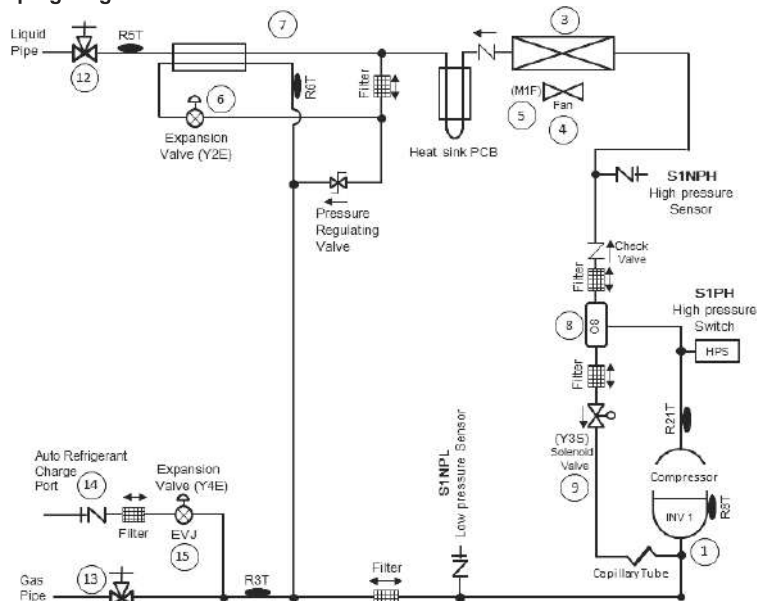 Liquid
Pipe
R5T
12
7
6
R6T
Expansion
Valve (Y2E)
Filter
Heat sink PCB
3
(M1F)
5
Fan
4
S1NPH
High pressure
Sensor
Pressure
Regulating
Valve
Check
Valve
Filter
S1PH
High pressure
Switch
8
OS
HPS
Filter
R21T
(Y3S)
Solenoid
Valve
9
Compressor
INV 1
R8T
1
Capillary Tube
S1NPL
Low pressure Sensor
Auto Refrigerant
Charge
Port
14
Expansion
Valve (Y4E)
Filter
EVJ
15
Gas
Pipe
13
R3T
Filter